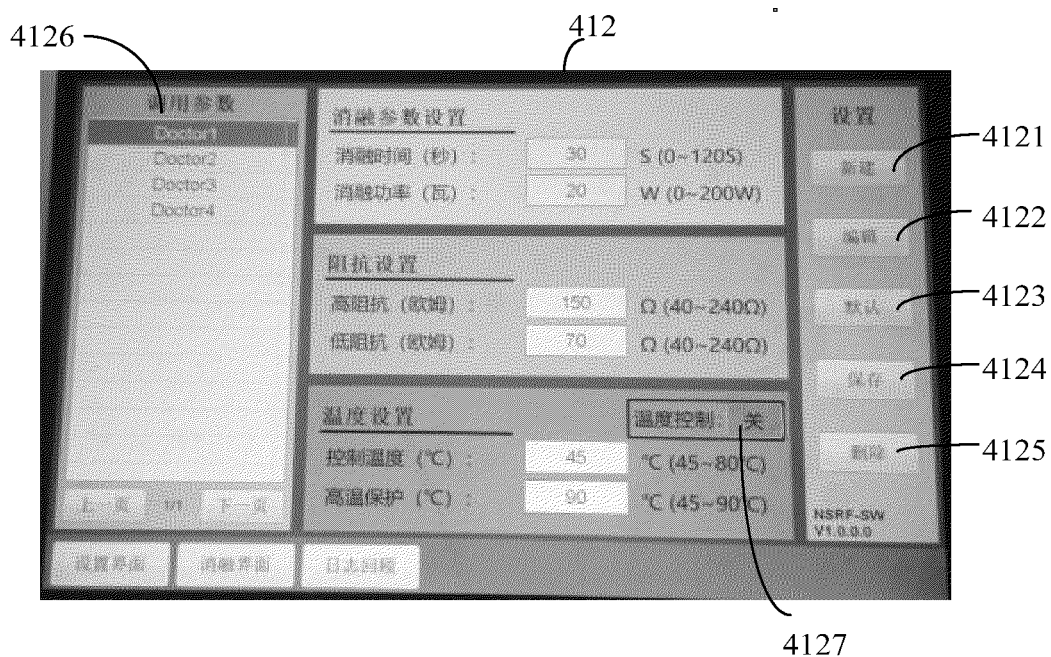 4126
412
调用参数
Doctor1
Doctor2
Doctor3
Doctor4
上一页 1/1 下一页
消融参数设置
消融时间（秒）： 30 S (0~120S)
消融功率（瓦）： 20 W (0~200W)
阻抗设置
高阻抗（欧姆）： 150 Ω (40~240Ω)
低阻抗（欧姆）： 70 Ω (40~240Ω)
温度设置 温度控制： 关
控制温度（℃）： 45 ℃ (45~80℃)
高温保护（℃）： 90 ℃ (45~90℃)
设置
新建
编辑
默认
保存
删除
NSRF-SW
V1.0.0.0
4121
4122
4123
4124
4125
设置界面 消融界面 日志回顾
4127